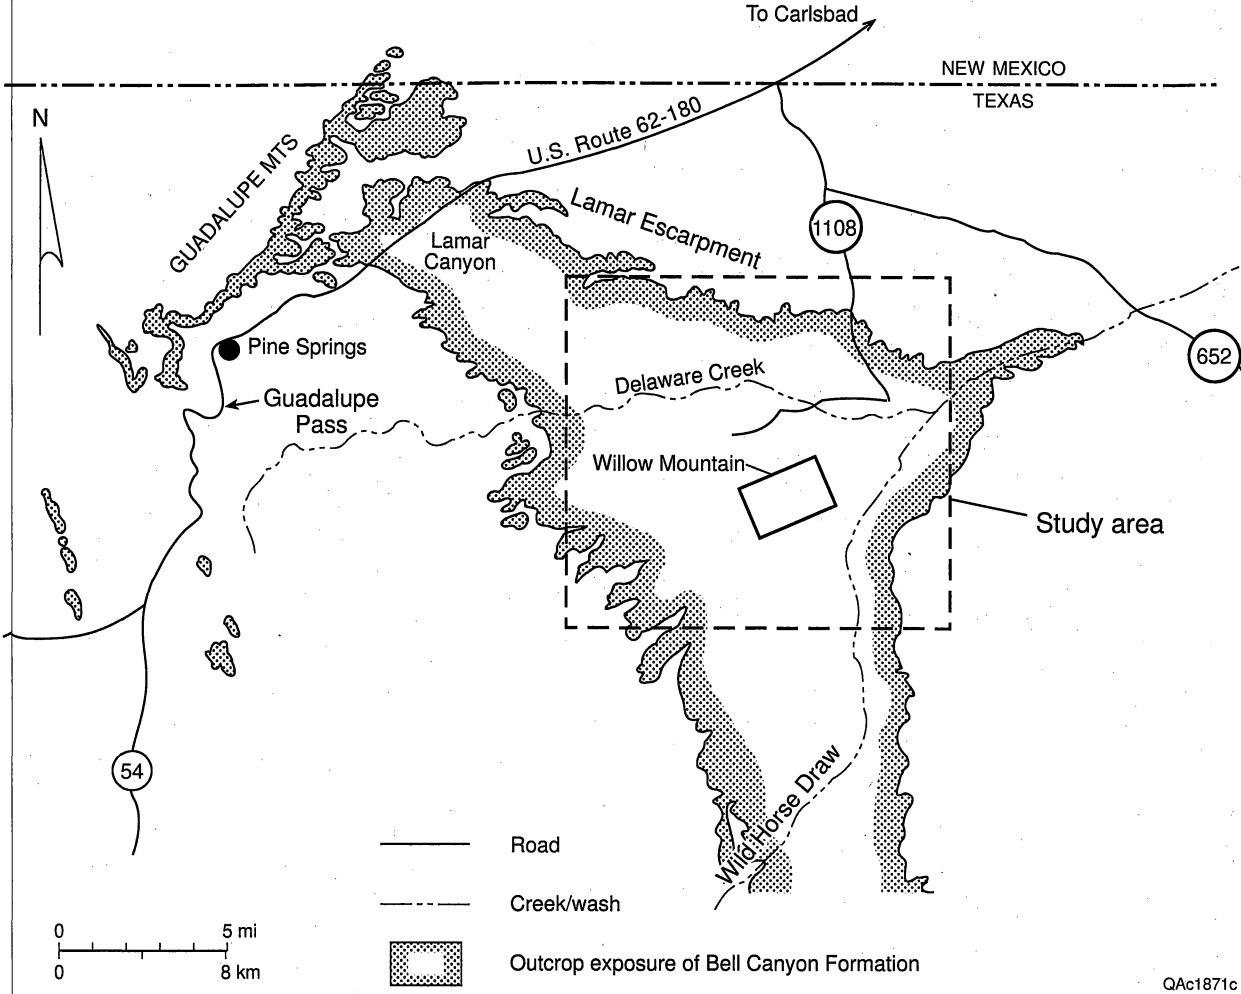 To Carlsbad
NEW MEXICO
TEXAS
N
U.S. Route 62-180
GUADALUPE MTS
Lamar Escarpment
1108
Lamar
Canyon
652
Pine Springs
Delaware Creek
Guadalupe
Pass
Willow Mountain
Study area
54
Wild Horse Draw
Road
Creek/wash
0 5 mi
0 8 km
Outcrop exposure of Bell Canyon Formation
QAc1871c